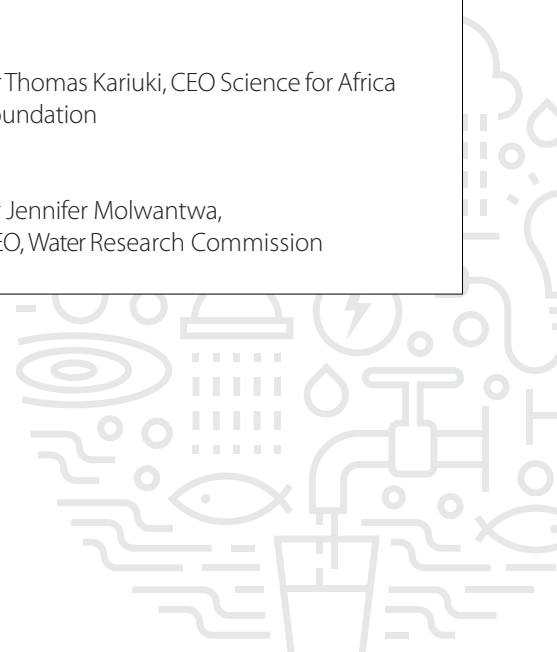 Thomas Kariuki, CEO Science for Africa
oundation
Jennifer Molwantwa,
EO, Water Research Commission